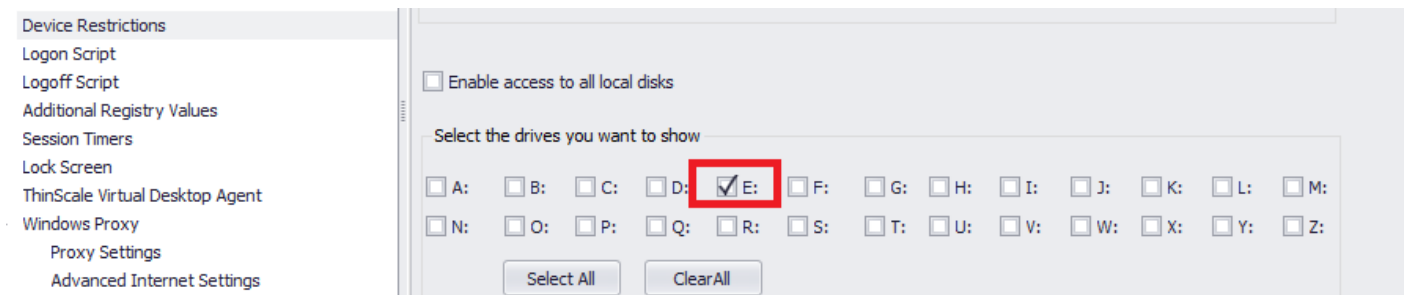 Device Restrictions
Logon Script
Logoff Script
Additional Registry Values
Session Timers
Lock Screen
ThinScale Virtual Desktop Agent
Windows Proxy
Proxy Settings
Advanced Internet Settings
Enable access to all local disks
Select the drives you want to show
A: B: C: D: E: F: G: H: I: J: K: L: M:
N: O: P: Q: R: S: T: U: V: W: X: Y: Z:
Select All ClearAll